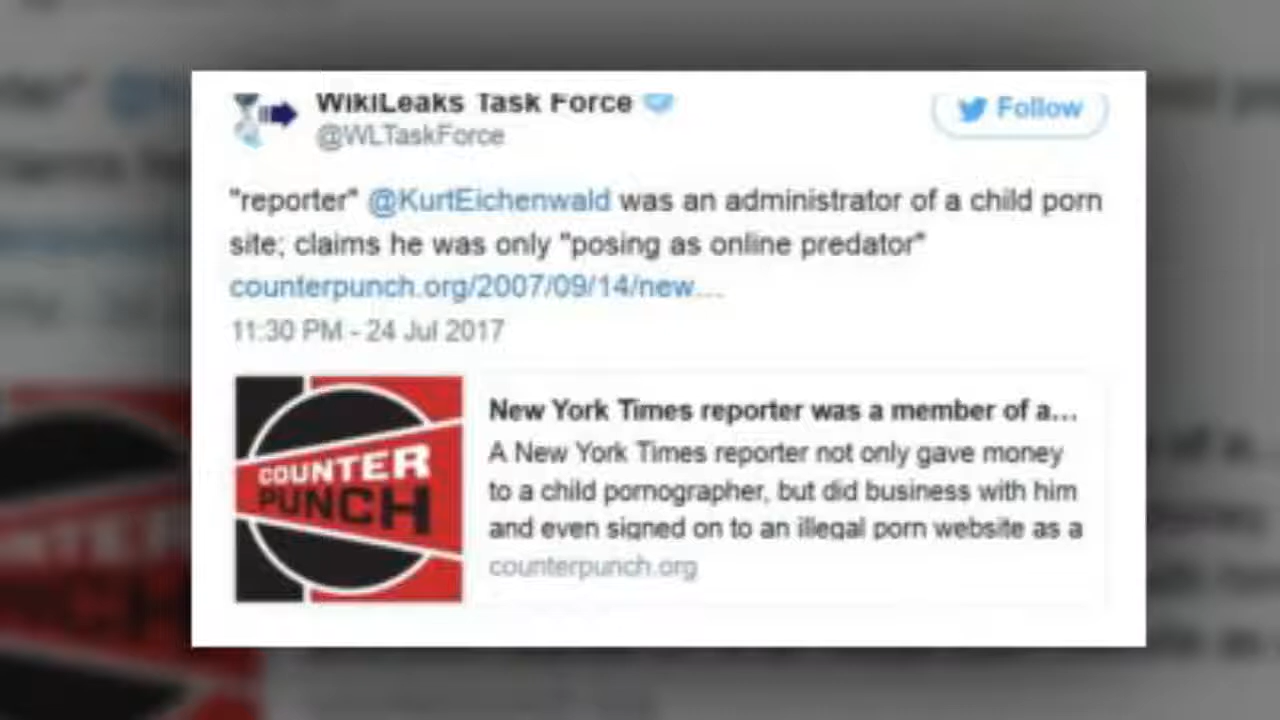 WikiLeaks Task Force
@WLTaskForce
Follow
"reporter" @KurtEichenwald was an administrator of a child porn
site; claims he was only "posing as online predator"
counterpunch.org/2007/09/14/new...
11:30 PM - 24 Jul 2017
COUNTER
PUNCH
New York Times reporter was a member of a...
A New York Times reporter not only gave money
to a child pornographer, but did business with him
and even signed on to an illegal porn website as a
counterpunch.org